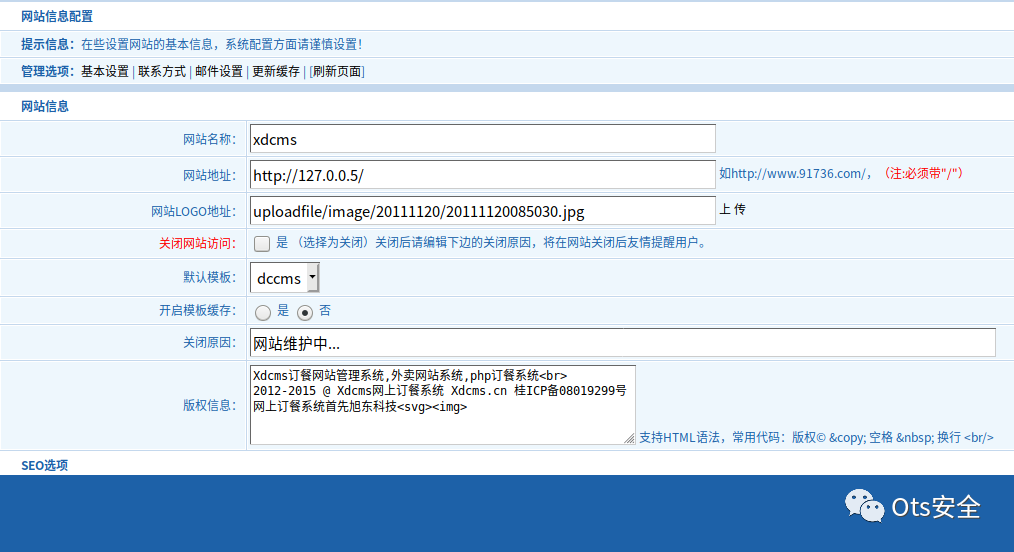 网站信息配置
提示信息：在些设置网站的基本信息，系统配置方面请谨慎设置！
管理选项：基本设置 | 联系方式 | 邮件设置 | 更新缓存 | [刷新页面]
网站信息
网站名称： xdcms
网站地址： http://127.0.0.5/ 如http://www.91736.com/，（注:必须带"/"）
网站LOGO地址： uploadfile/image/20111120/20111120085030.jpg 上 传
关闭网站访问： 是 （选择为关闭）关闭后请编辑下边的关闭原因，将在网站关闭后友情提醒用户。
默认模板： dccms
开启模板缓存： 是 否
关闭原因： 网站维护中...
版权信息： Xdcms订餐网站管理系统,外卖网站系统,php订餐系统<br>
2012-2015 @ Xdcms网上订餐系统 Xdcms.cn 桂ICP备08019299号
网上订餐系统首先旭东科技<svg><img>
支持HTML语法，常用代码：版权© &copy; 空格 &nbsp; 换行 <br/>
SEO选项
Ots安全